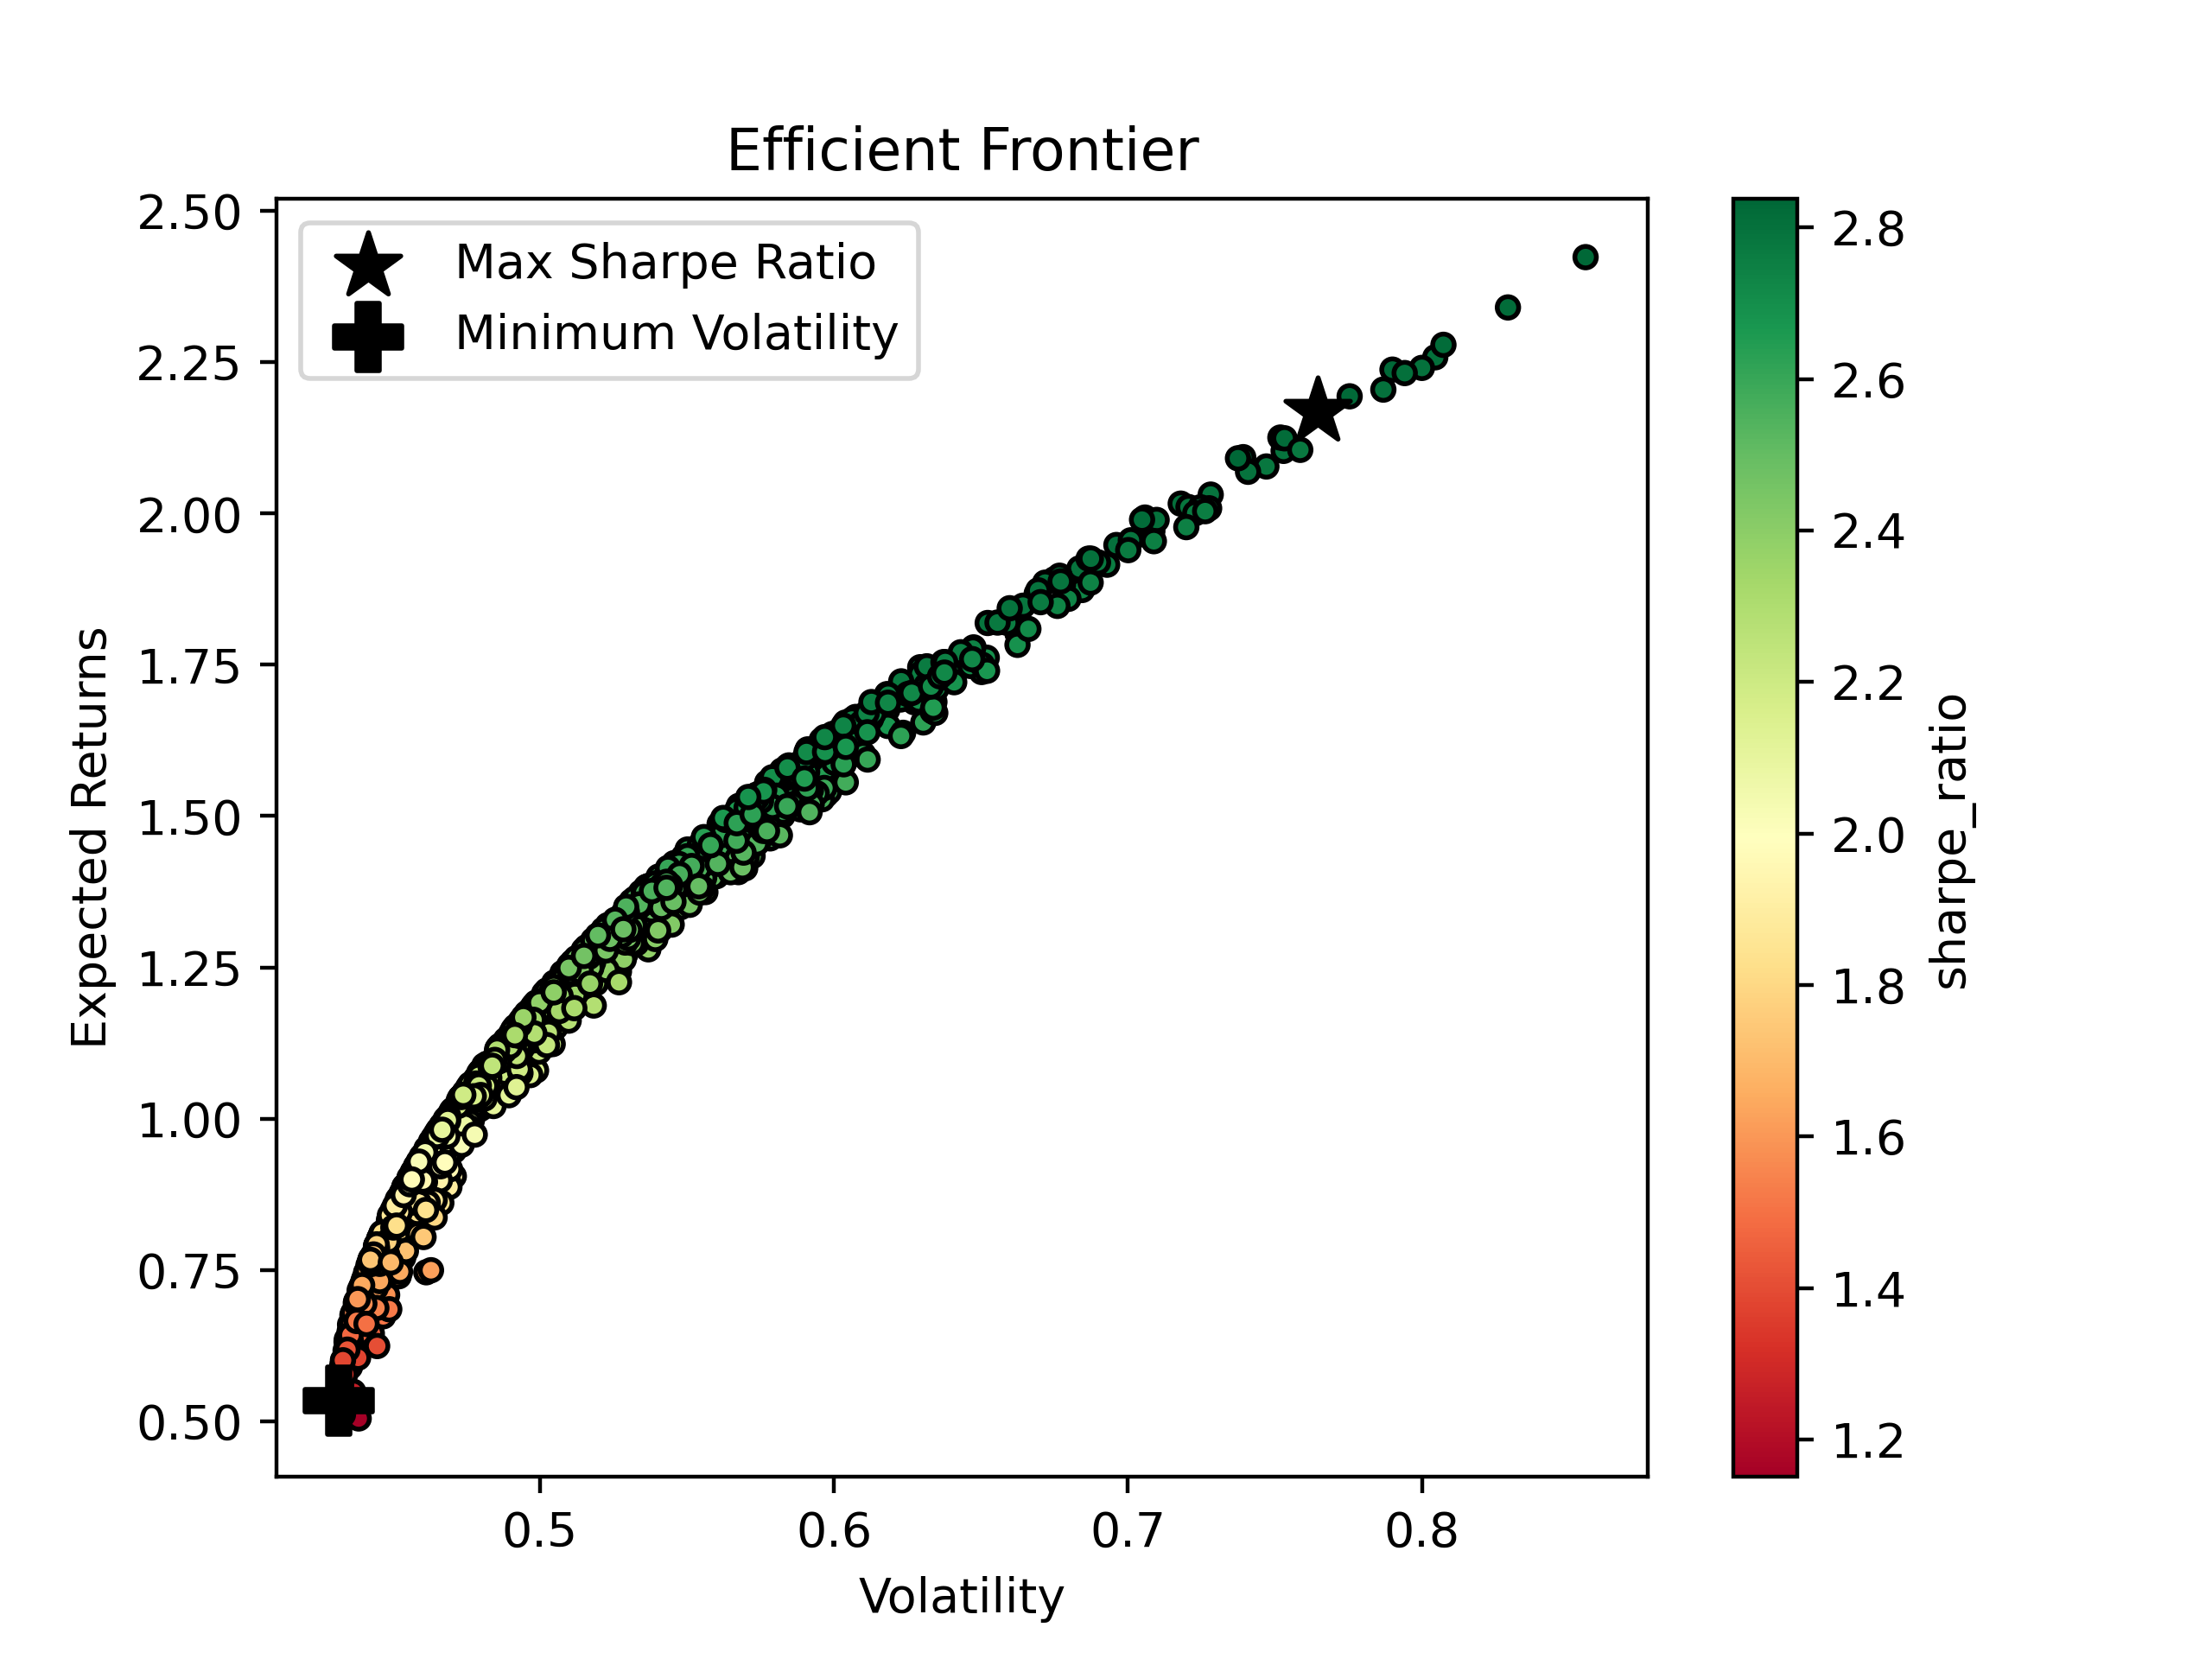 Efficient Frontier
Max Sharpe Ratio
Minimum Volatility
Expected Returns
2.50
2.25
2.00
1.75
1.50
1.25
1.00
0.75
0.50
0.5 0.6 0.7 0.8
Volatility
2.8
2.6
2.4
2.2
2.0
1.8
1.6
1.4
1.2
sharpe_ratio